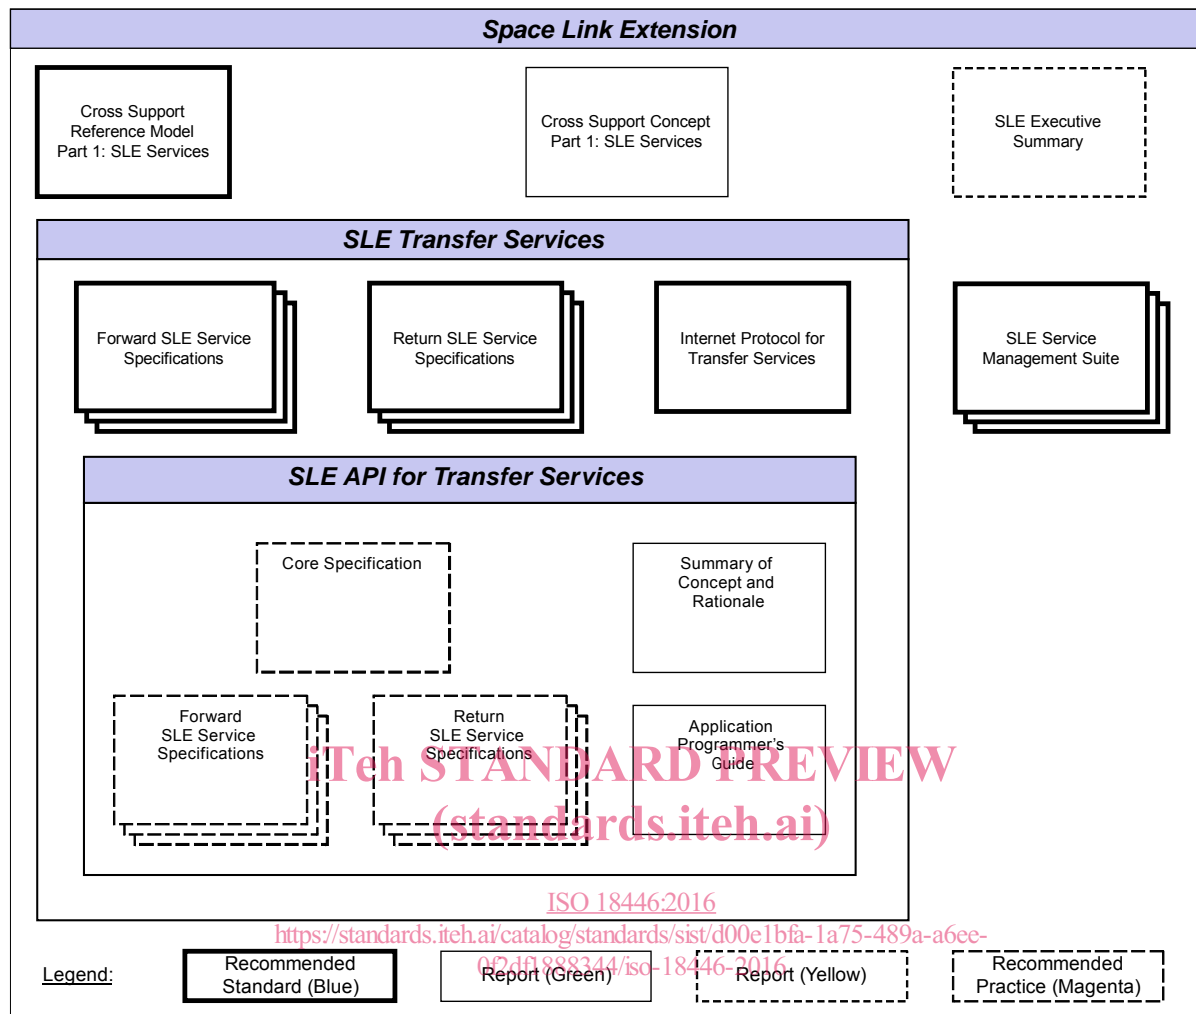 Space Link Extension
Cross Support
Reference Model
Part 1: SLE Services
Cross Support Concept
Part 1: SLE Services
SLE Executive
Summary
SLE Transfer Services
Forward SLE Service
Specifications
Return SLE Service
Specifications
Internet Protocol for
Transfer Services
SLE Service
Management Suite
SLE API for Transfer Services
Core Specification
Summary of
Concept and
Rationale
Forward
SLE Service
Specifications
Return
SLE Service
Specifications
Application
Programmer's
Guide
iTeh STANDARD PREVIEW
(standards.iteh.ai)
ISO 18446:2016
https://standards.iteh.ai/catalog/standards/sist/d00e1bfa-1a75-489a-a6ee-
0f2df1888344/iso-18446-2016
Legend:
Recommended
Standard (Blue)
Report (Green)
Report (Yellow)
Recommended
Practice (Magenta)